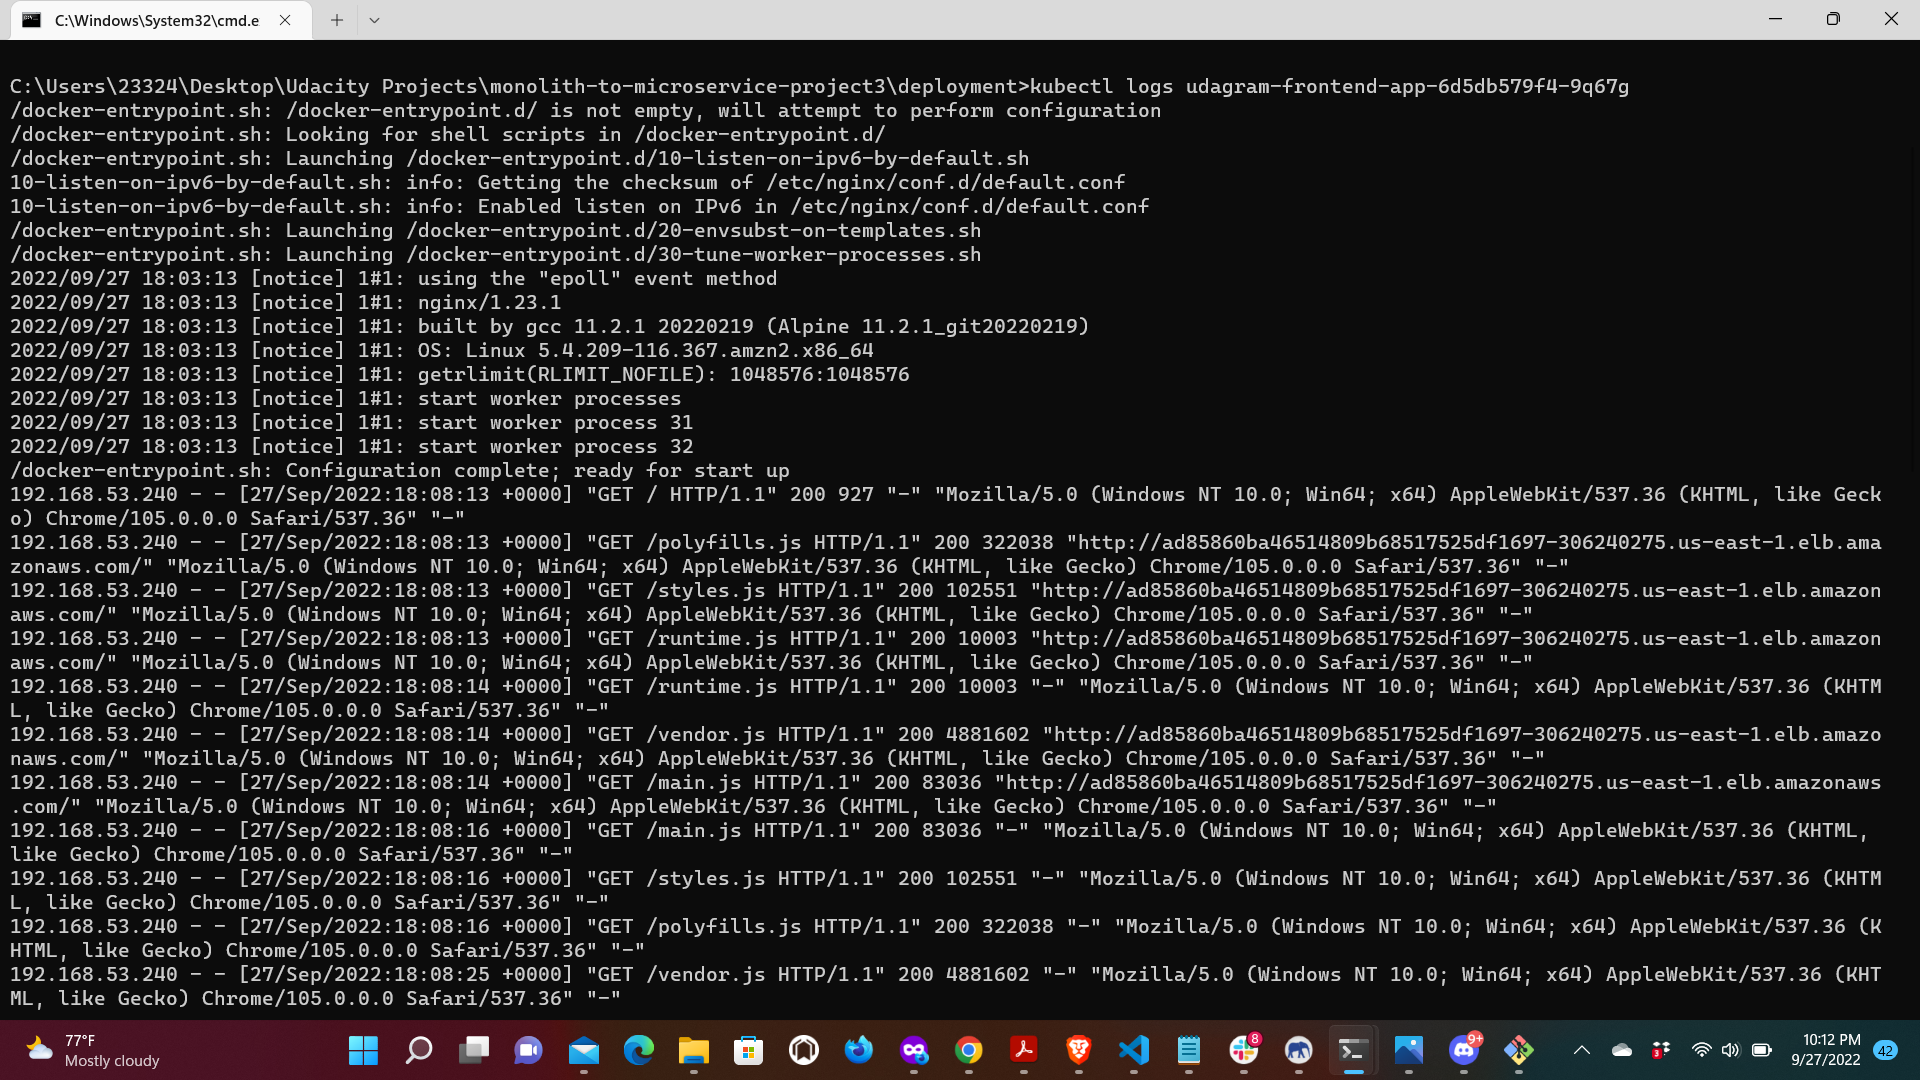 C:\Windows\System32\cmd.e
C:\Users\23324\Desktop\Udacity Projects\monolith-to-microservice-project3\deployment>kubectl logs udagram-frontend-app-6d5db579f4-9q67g
/docker-entrypoint.sh: /docker-entrypoint.d/ is not empty, will attempt to perform configuration
/docker-entrypoint.sh: Looking for shell scripts in /docker-entrypoint.d/
/docker-entrypoint.sh: Launching /docker-entrypoint.d/10-listen-on-ipv6-by-default.sh
10-listen-on-ipv6-by-default.sh: info: Getting the checksum of /etc/nginx/conf.d/default.conf
10-listen-on-ipv6-by-default.sh: info: Enabled listen on IPv6 in /etc/nginx/conf.d/default.conf
/docker-entrypoint.sh: Launching /docker-entrypoint.d/20-envsubst-on-templates.sh
/docker-entrypoint.sh: Launching /docker-entrypoint.d/30-tune-worker-processes.sh
2022/09/27 18:03:13 [notice] 1#1: using the "epoll" event method
2022/09/27 18:03:13 [notice] 1#1: nginx/1.23.1
2022/09/27 18:03:13 [notice] 1#1: built by gcc 11.2.1 20220219 (Alpine 11.2.1_git20220219)
2022/09/27 18:03:13 [notice] 1#1: OS: Linux 5.4.209-116.367.amzn2.x86_64
2022/09/27 18:03:13 [notice] 1#1: getrlimit(RLIMIT_NOFILE): 1048576:1048576
2022/09/27 18:03:13 [notice] 1#1: start worker processes
2022/09/27 18:03:13 [notice] 1#1: start worker process 31
2022/09/27 18:03:13 [notice] 1#1: start worker process 32
/docker-entrypoint.sh: Configuration complete; ready for start up
192.168.53.240 - - [27/Sep/2022:18:08:13 +0000] "GET / HTTP/1.1" 200 927 "-" "Mozilla/5.0 (Windows NT 10.0; Win64; x64) AppleWebKit/537.36 (KHTML, like Geck
o) Chrome/105.0.0.0 Safari/537.36" "-"
192.168.53.240 - - [27/Sep/2022:18:08:13 +0000] "GET /polyfills.js HTTP/1.1" 200 322038 "http://ad85860ba46514809b68517525df1697-306240275.us-east-1.elb.ama
zonaws.com/" "Mozilla/5.0 (Windows NT 10.0; Win64; x64) AppleWebKit/537.36 (KHTML, like Gecko) Chrome/105.0.0.0 Safari/537.36" "-"
192.168.53.240 - - [27/Sep/2022:18:08:13 +0000] "GET /styles.js HTTP/1.1" 200 102551 "http://ad85860ba46514809b68517525df1697-306240275.us-east-1.elb.amazon
aws.com/" "Mozilla/5.0 (Windows NT 10.0; Win64; x64) AppleWebKit/537.36 (KHTML, like Gecko) Chrome/105.0.0.0 Safari/537.36" "-"
192.168.53.240 - - [27/Sep/2022:18:08:13 +0000] "GET /runtime.js HTTP/1.1" 200 10003 "http://ad85860ba46514809b68517525df1697-306240275.us-east-1.elb.amazon
aws.com/" "Mozilla/5.0 (Windows NT 10.0; Win64; x64) AppleWebKit/537.36 (KHTML, like Gecko) Chrome/105.0.0.0 Safari/537.36" "-"
192.168.53.240 - - [27/Sep/2022:18:08:14 +0000] "GET /runtime.js HTTP/1.1" 200 10003 "-" "Mozilla/5.0 (Windows NT 10.0; Win64; x64) AppleWebKit/537.36 (KHTM
L, like Gecko) Chrome/105.0.0.0 Safari/537.36" "-"
192.168.53.240 - - [27/Sep/2022:18:08:14 +0000] "GET /vendor.js HTTP/1.1" 200 4881602 "http://ad85860ba46514809b68517525df1697-306240275.us-east-1.elb.amazo
naws.com/" "Mozilla/5.0 (Windows NT 10.0; Win64; x64) AppleWebKit/537.36 (KHTML, like Gecko) Chrome/105.0.0.0 Safari/537.36" "-"
192.168.53.240 - - [27/Sep/2022:18:08:14 +0000] "GET /main.js HTTP/1.1" 200 83036 "http://ad85860ba46514809b68517525df1697-306240275.us-east-1.elb.amazonaws
.com/" "Mozilla/5.0 (Windows NT 10.0; Win64; x64) AppleWebKit/537.36 (KHTML, like Gecko) Chrome/105.0.0.0 Safari/537.36" "-"
192.168.53.240 - - [27/Sep/2022:18:08:16 +0000] "GET /main.js HTTP/1.1" 200 83036 "-" "Mozilla/5.0 (Windows NT 10.0; Win64; x64) AppleWebKit/537.36 (KHTML,
like Gecko) Chrome/105.0.0.0 Safari/537.36" "-"
192.168.53.240 - - [27/Sep/2022:18:08:16 +0000] "GET /styles.js HTTP/1.1" 200 102551 "-" "Mozilla/5.0 (Windows NT 10.0; Win64; x64) AppleWebKit/537.36 (KHTM
L, like Gecko) Chrome/105.0.0.0 Safari/537.36" "-"
192.168.53.240 - - [27/Sep/2022:18:08:16 +0000] "GET /polyfills.js HTTP/1.1" 200 322038 "-" "Mozilla/5.0 (Windows NT 10.0; Win64; x64) AppleWebKit/537.36 (K
HTML, like Gecko) Chrome/105.0.0.0 Safari/537.36" "-"
192.168.53.240 - - [27/Sep/2022:18:08:25 +0000] "GET /vendor.js HTTP/1.1" 200 4881602 "-" "Mozilla/5.0 (Windows NT 10.0; Win64; x64) AppleWebKit/537.36 (KHT
ML, like Gecko) Chrome/105.0.0.0 Safari/537.36" "-"
77°F
Mostly cloudy
8
9+
3
10:12 PM
9/27/2022
42